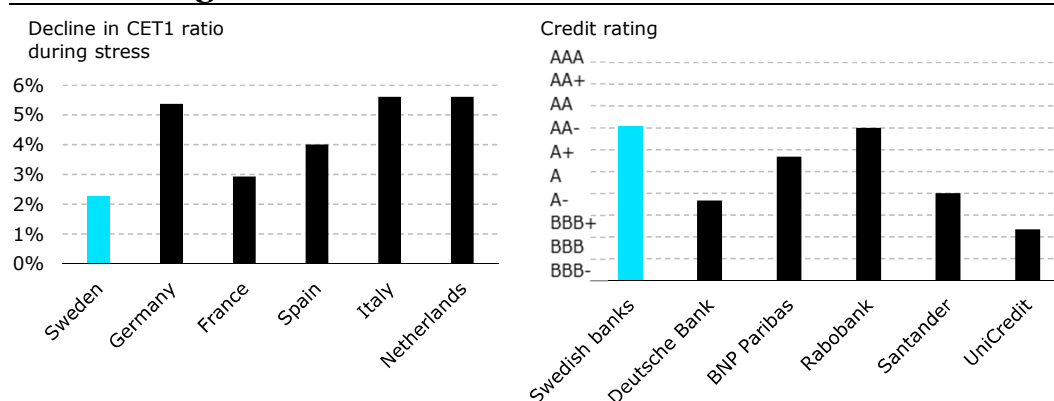 Decline in CET1 ratio
during stress
6%
5%
4%
3%
2%
1%
0%
Sweden
Germany
France
Spain
Italy
Netherlands
Credit rating
AAA
AA+
AA
AA-
A+
A
A-
BBB+
BBB
BBB-
Swedish banks
Deutsche Bank
BNP Paribas
Rabobank
Santander
UniCredit